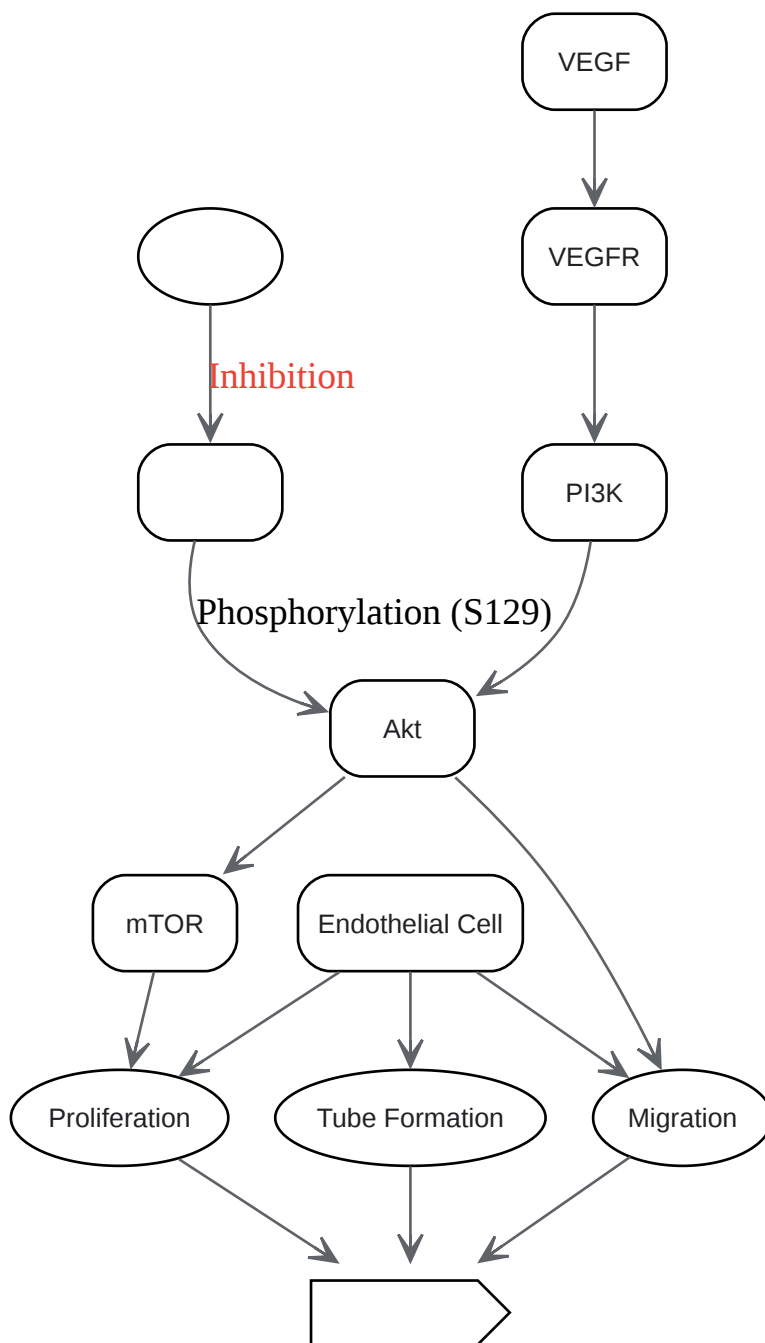 VEGF
VEGFR
Inhibition
PI3K
Phosphorylation (S129)
Akt
mTOR
Endothelial Cell
Proliferation
Tube Formation
Migration